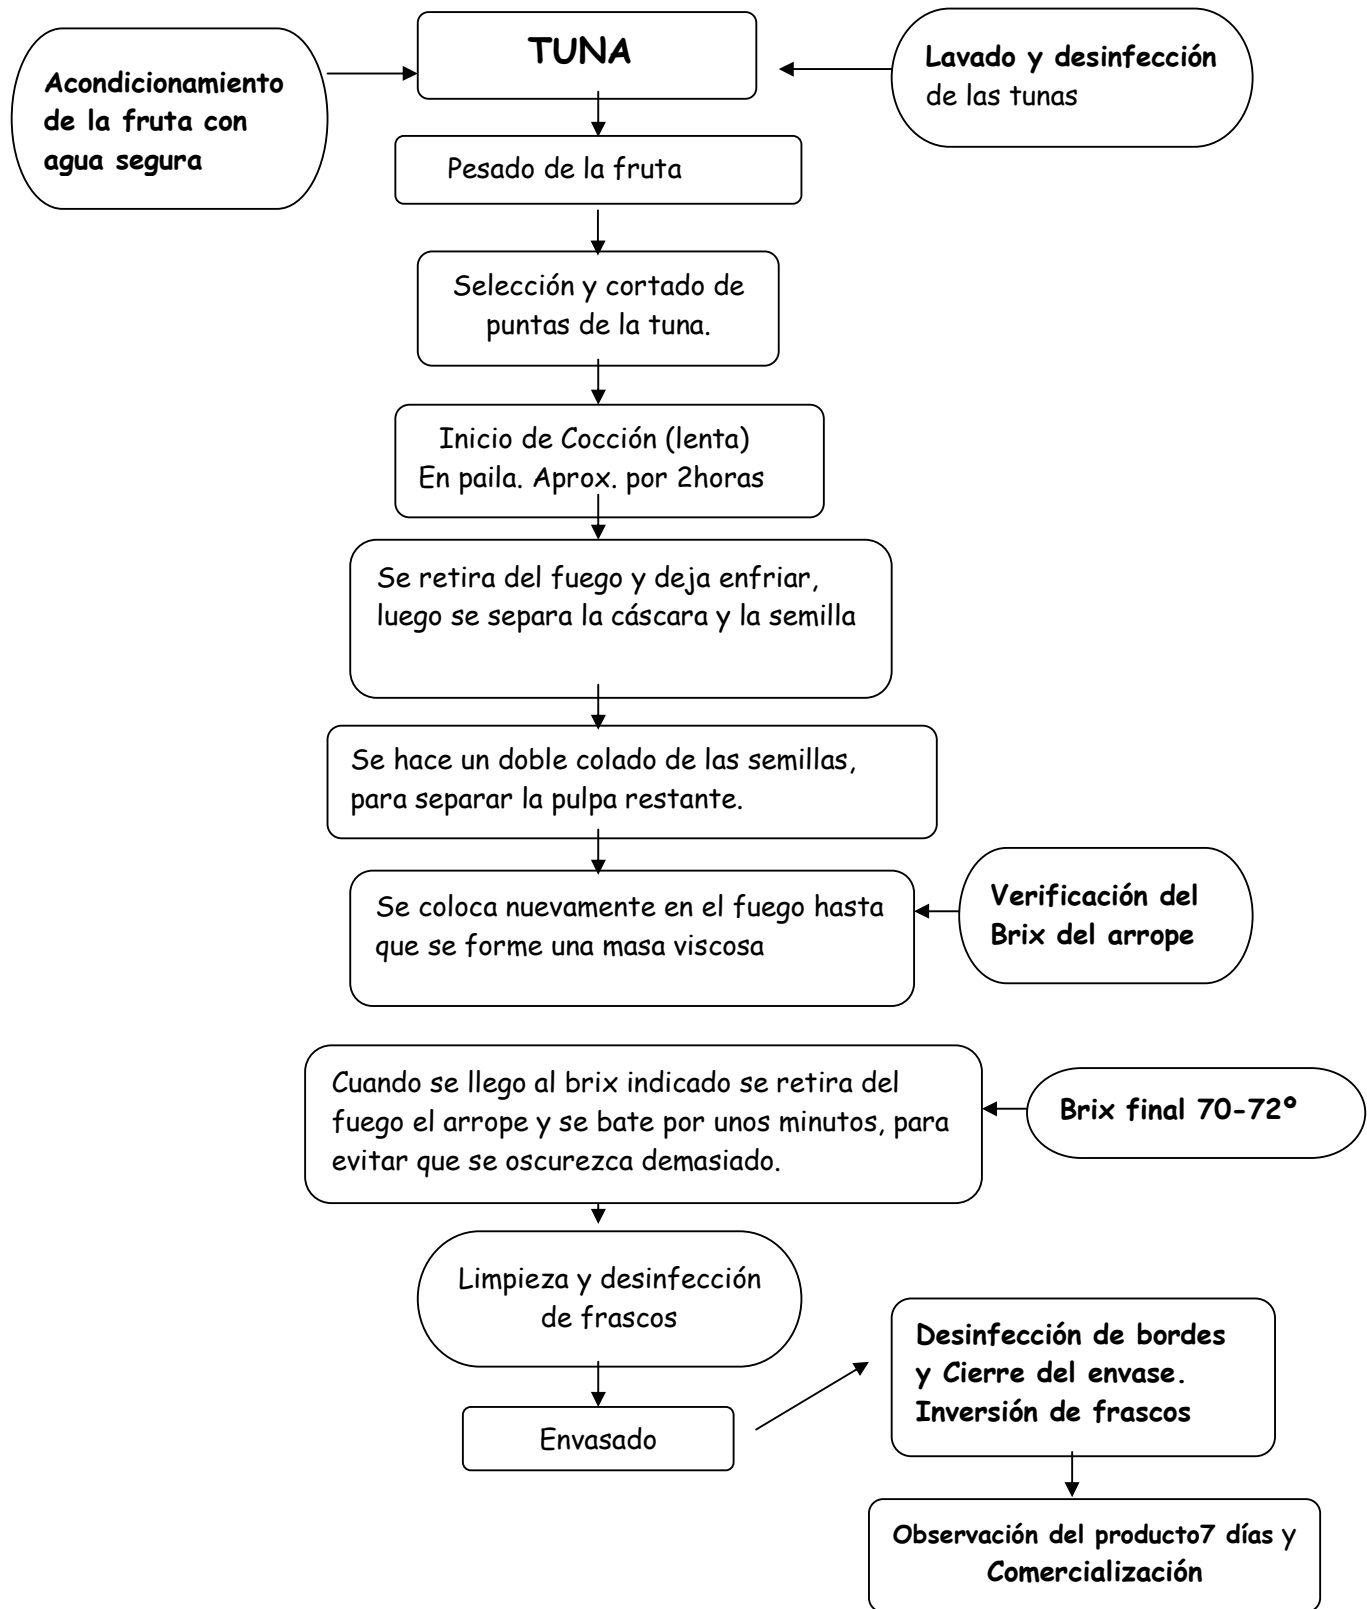 TUNA
Acondicionamiento
de la fruta con
agua segura
Lavado y desinfección
de las tunas
Pesado de la fruta
Selección y cortado de
puntas de la tuna.
Inicio de Cocción (lenta)
En paila. Aprox. por 2horas
Se retira del fuego y deja enfriar,
luego se separa la cáscara y la semilla
Se hace un doble colado de las semillas,
para separar la pulpa restante.
Se coloca nuevamente en el fuego hasta
que se forme una masa viscosa
Verificación del
Brix del arrope
Cuando se llego al brix indicado se retira del
fuego el arrope y se bate por unos minutos, para
evitar que se oscurezca demasiado.
Brix final 70-72º
Limpieza y desinfección
de frascos
Envasado
Desinfección de bordes
y Cierre del envase.
Inversión de frascos
Observación del producto7 días y
Comercialización